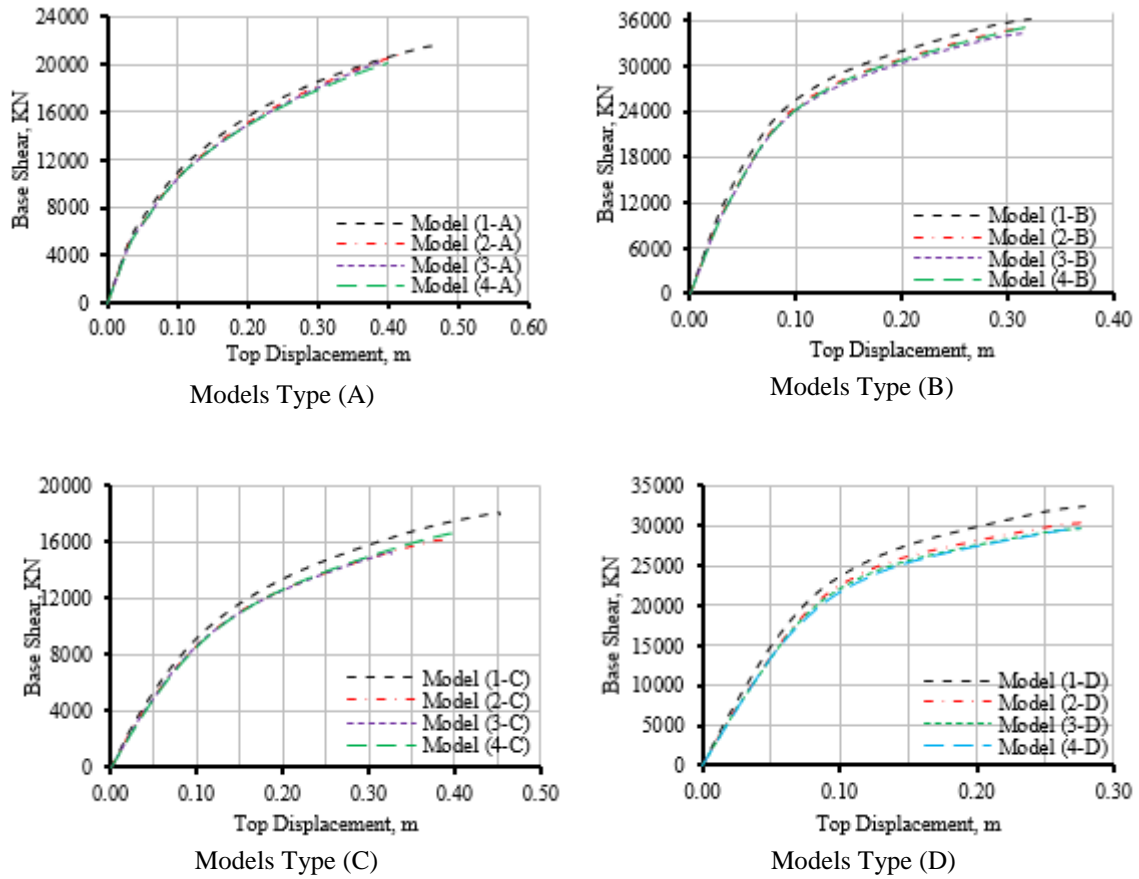 24000
20000
16000
12000
8000
4000
0
Base Shear, KN
Model (1-A)
Model (2-A)
Model (3-A)
Model (4-A)
0.00 0.10 0.20 0.30 0.40 0.50 0.60
Top Displacement, m
Models Type (A)
36000
30000
24000
18000
12000
6000
0
Base Shear, KN
Model (1-B)
Model (2-B)
Model (3-B)
Model (4-B)
0.00 0.10 0.20 0.30 0.40
Top Displacement, m
Models Type (B)
20000
16000
12000
8000
4000
0
Base Shear, KN
Model (1-C)
Model (2-C)
Model (3-C)
Model (4-C)
0.00 0.10 0.20 0.30 0.40 0.50
Top Displacement, m
Models Type (C)
35000
30000
25000
20000
15000
10000
5000
0
Base Shear, KN
Model (1-D)
Model (2-D)
Model (3-D)
Model (4-D)
0.00 0.10 0.20 0.30
Top Displacement, m
Models Type (D)